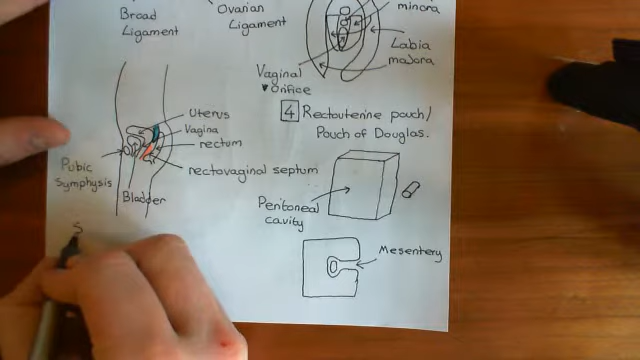 Broad
Ligament
Ovarian
Ligament
minora
Labia
majora
Vaginal
Orifice
4 Rectouterine pouch/
Pouch of Douglas.
Uterus
Vagina
rectum
rectovaginal septum
Pubic
Symphysis
Bladder
Peritoneal
cavity
Mesentery
S